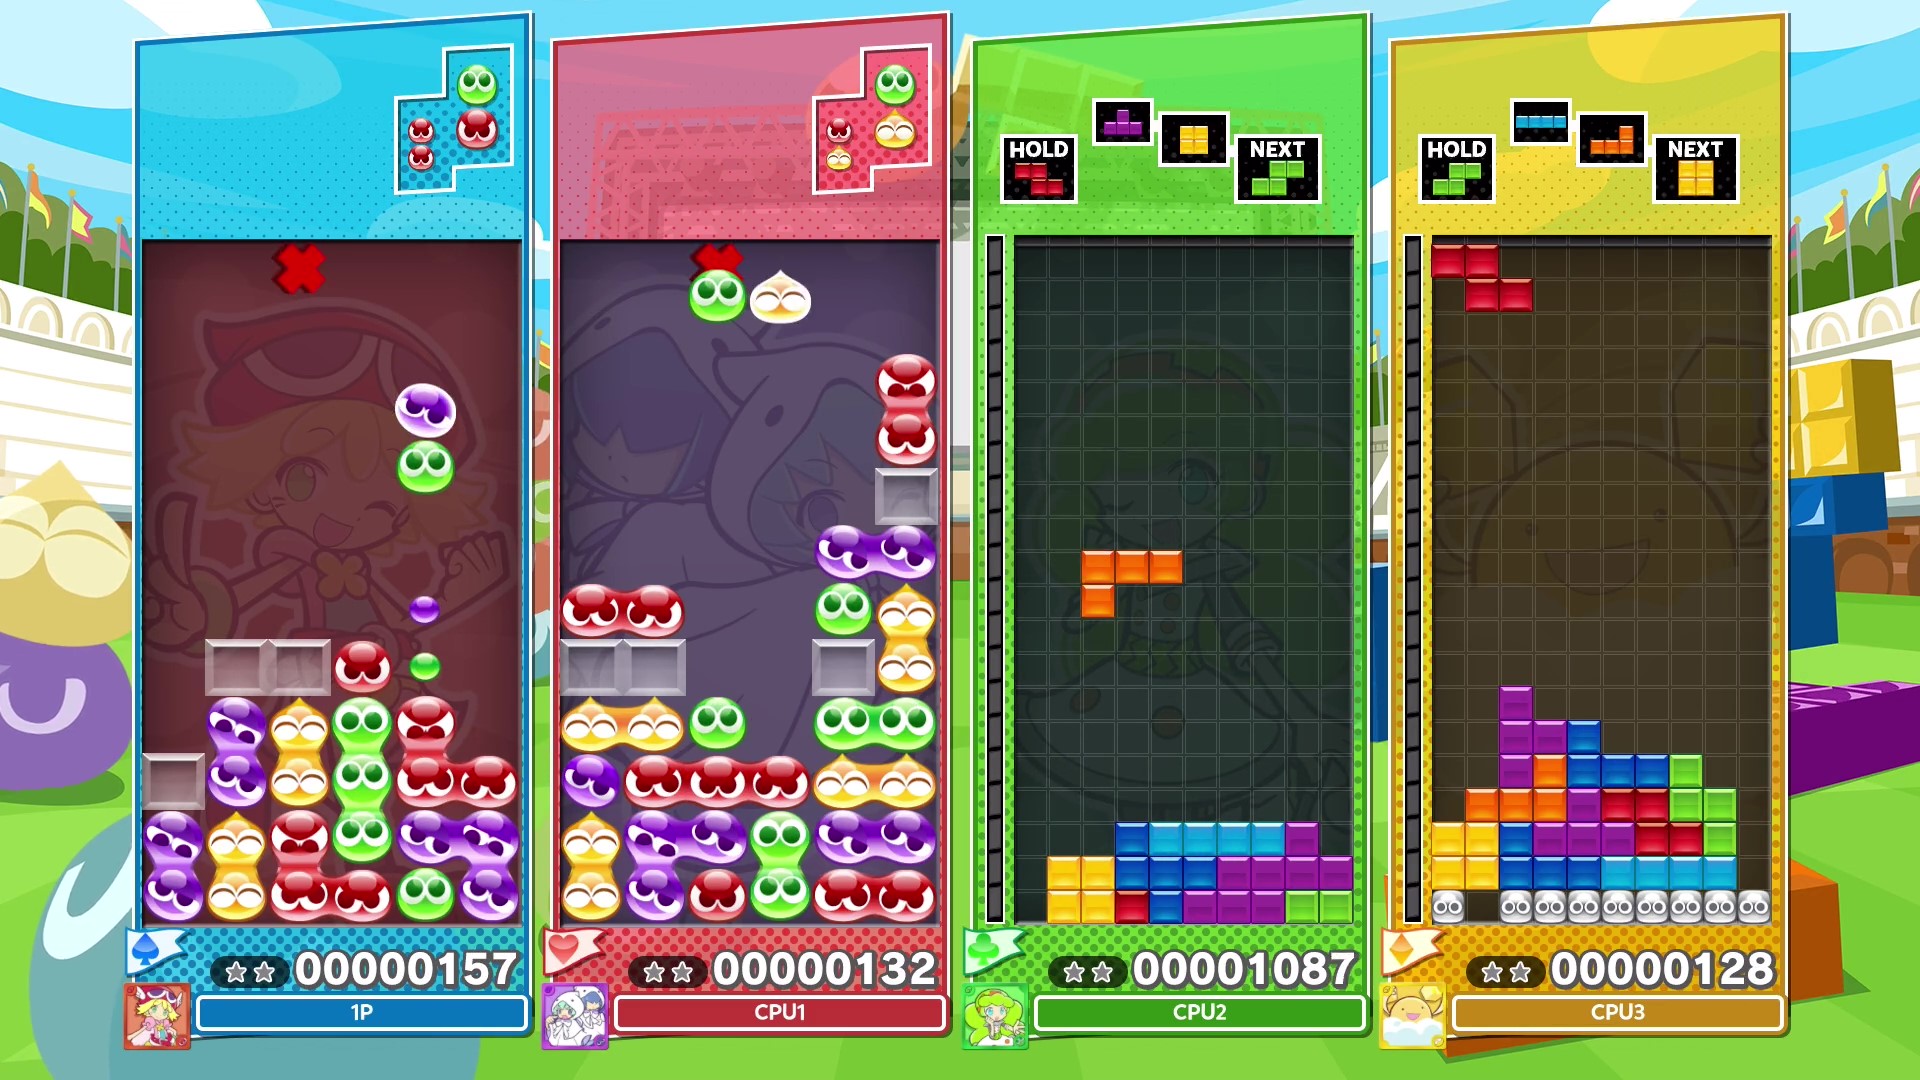 HOLD
NEXT
HOLD
NEXT
00000157
00000132
00001087
00000128
1P
CPU1
CPU2
CPU3